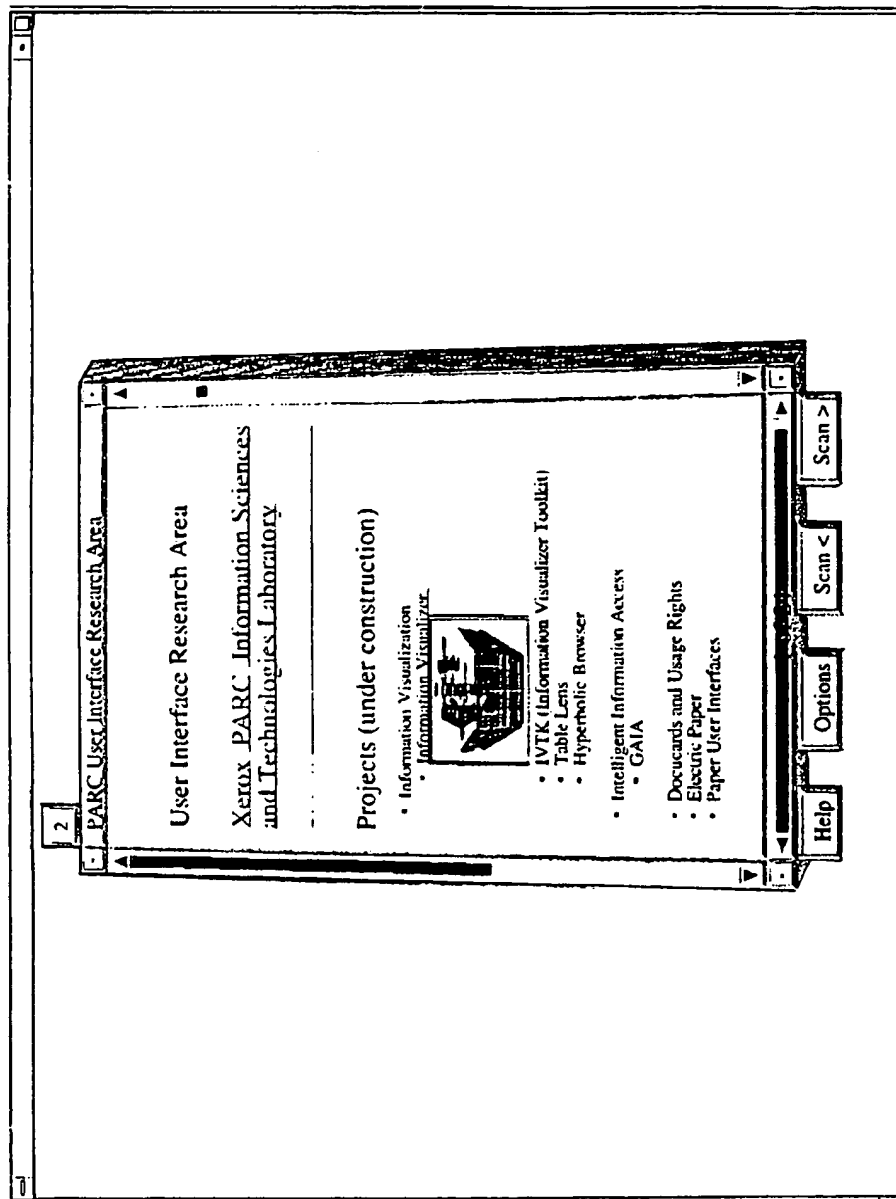 2
PARC User Interface Research Area
User Interface Research Area
Xerox PARC Information Sciences
and Technologies Laboratory
Projects (under construction)
• Information Visualization
• Information Visualizer
• IVTK (Information Visualizer Toolkit)
• Table Lens
• Hyperbolic Browser
• Intelligent Information Access
• GAIA
• Docucards and Usage Rights
• Electric Paper
• Paper User Interfaces
Help
Options
Scan <
Scan >